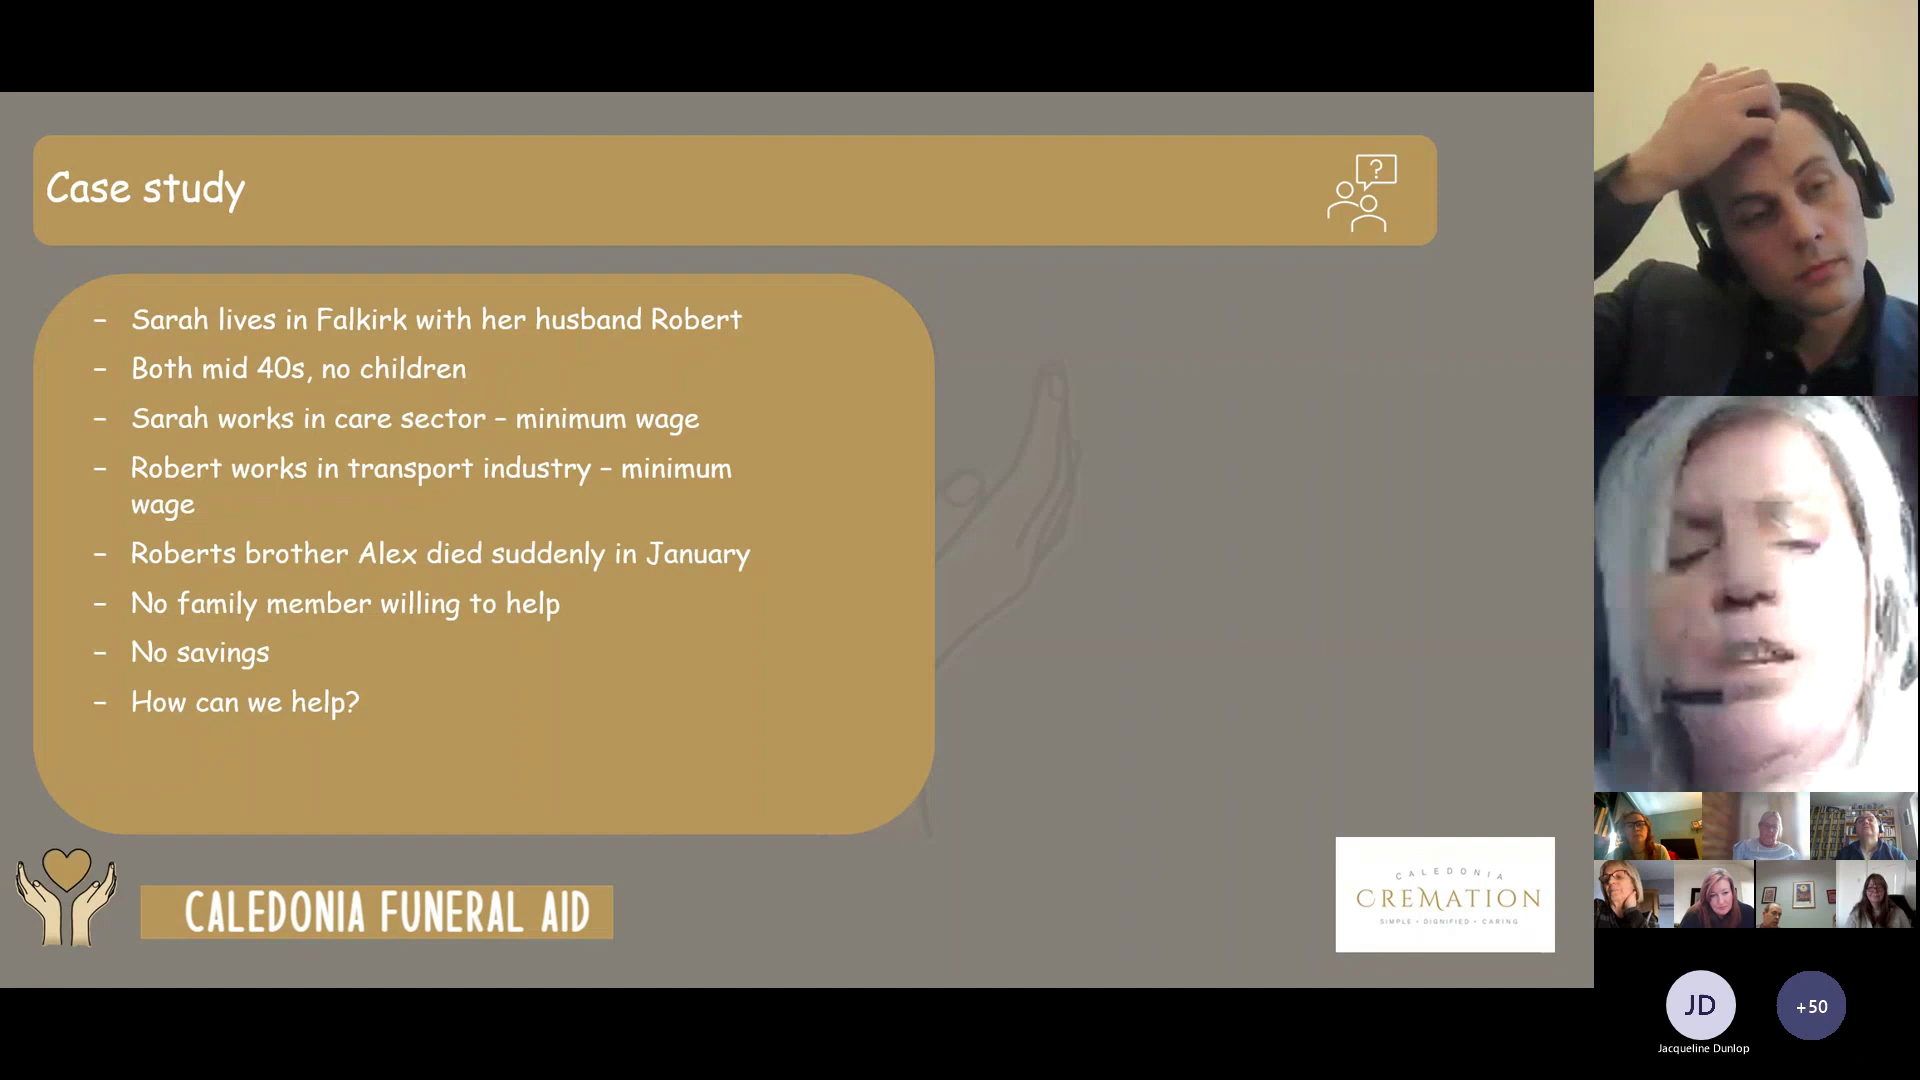 Case study
?
– Sarah lives in Falkirk with her husband Robert
– Both mid 40s, no children
– Sarah works in care sector – minimum wage
– Robert works in transport industry – minimum
wage
– Roberts brother Alex died suddenly in January
– No family member willing to help
– No savings
– How can we help?
CALEDONIA FUNERAL AID
CALEDONIA
CREMATION
SIMPLE • DIGNIFIED • CARING
JD
+50
Jacqueline Dunlop